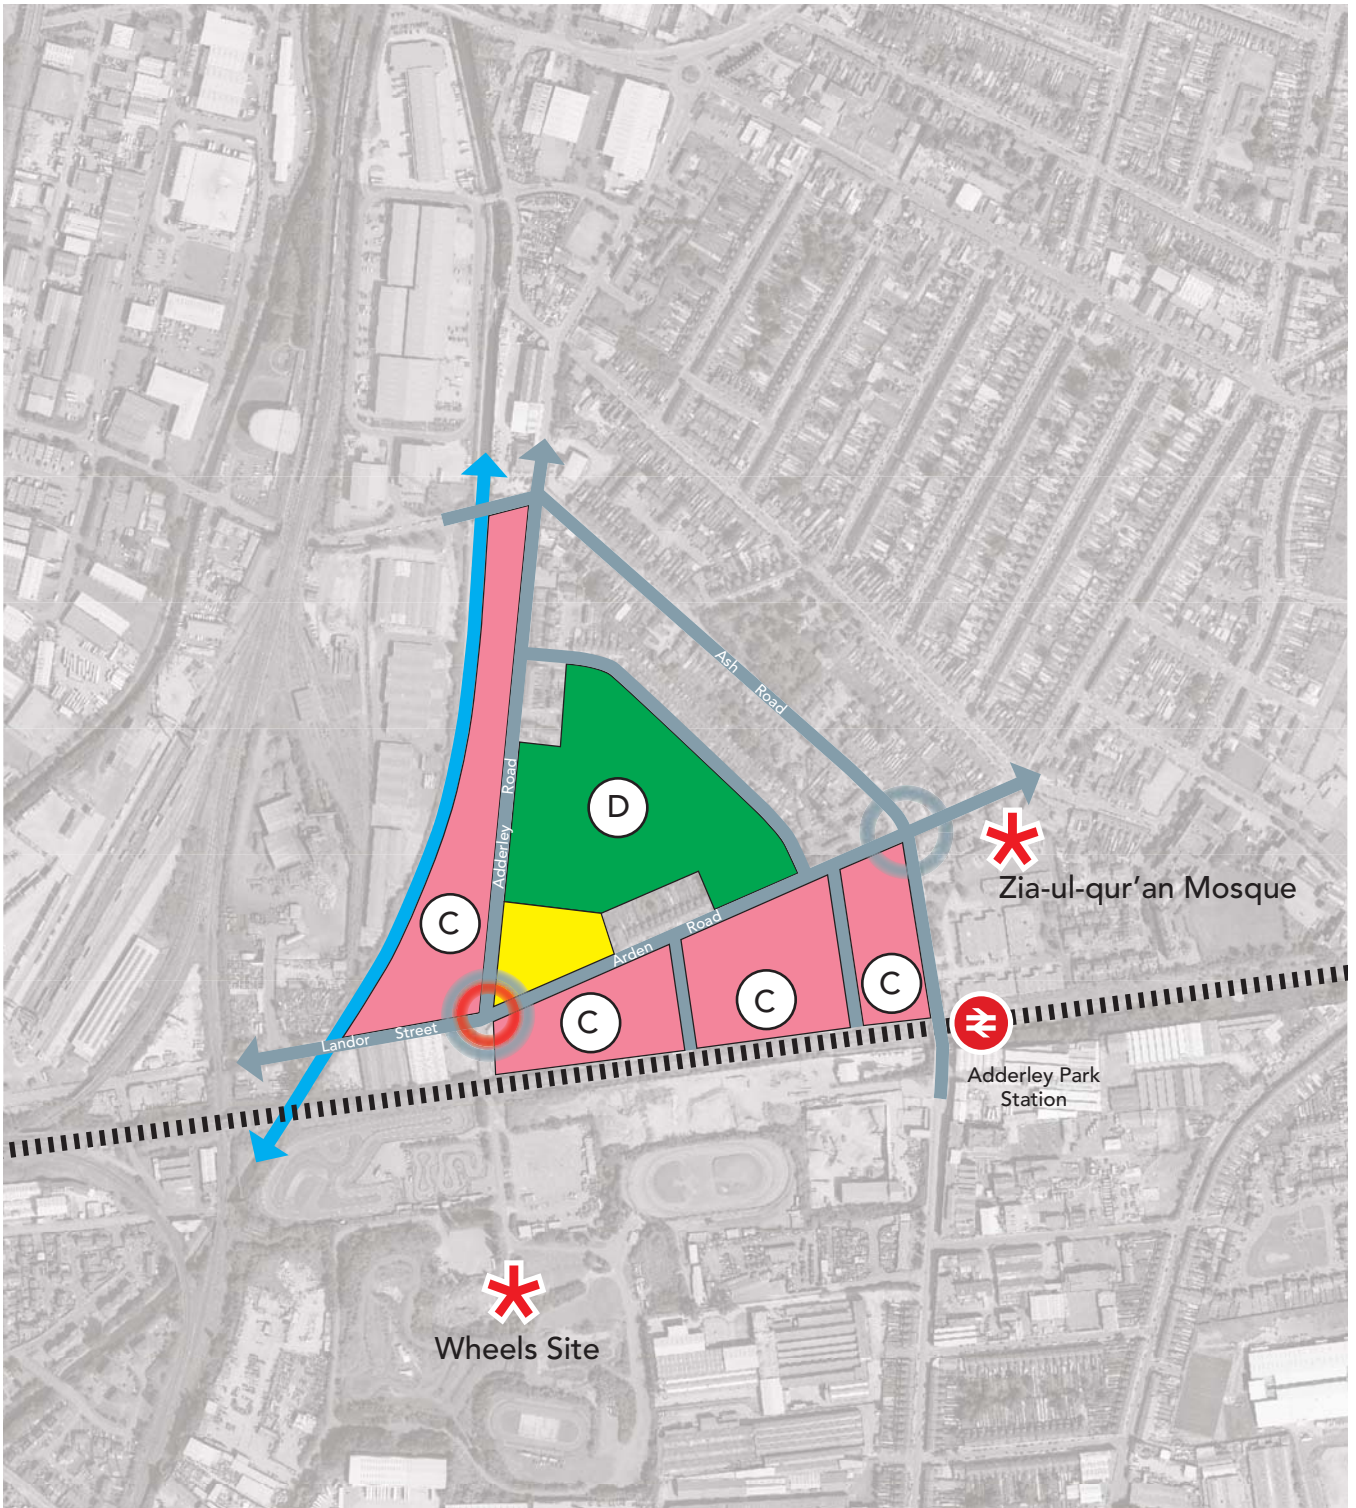 Ash Road
Adderley Road
D
Zia-ul-qur'an Mosque
C
Arden Road
C
C
C
Landor Street
Adderley Park
Station
Wheels Site